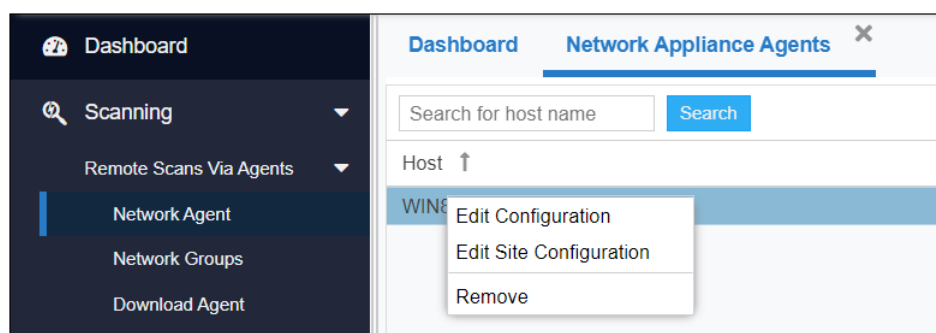 Dashboard
Scanning
Remote Scans Via Agents
Network Agent
Network Groups
Download Agent
Dashboard Network Appliance Agents
Search for host name Search
Host
Edit Configuration
Edit Site Configuration
Remove